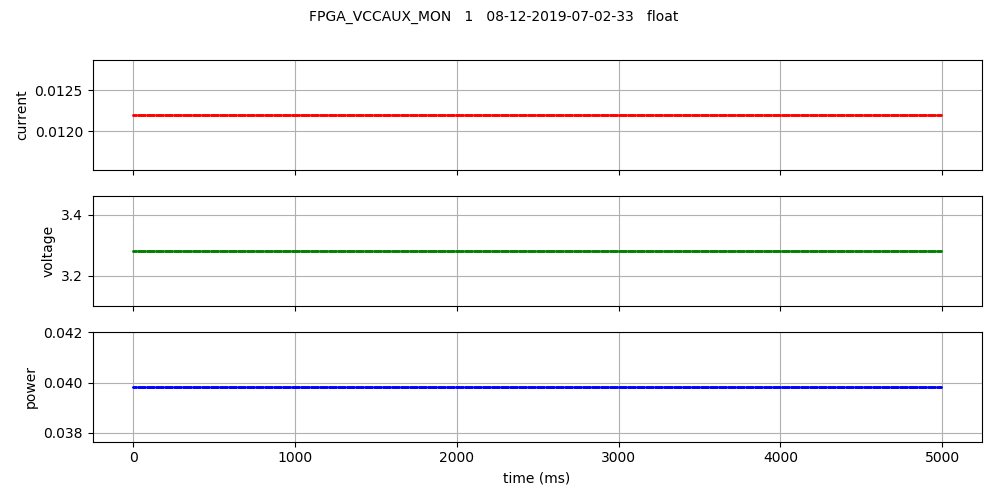 FPGA_VCCAUX_MON 1 08-12-2019-07-02-33 float
0.0125
0.0120
current
3.4
3.2
voltage
0.042
0.040
0.038
power
0 1000 2000 3000 4000 5000
time (ms)